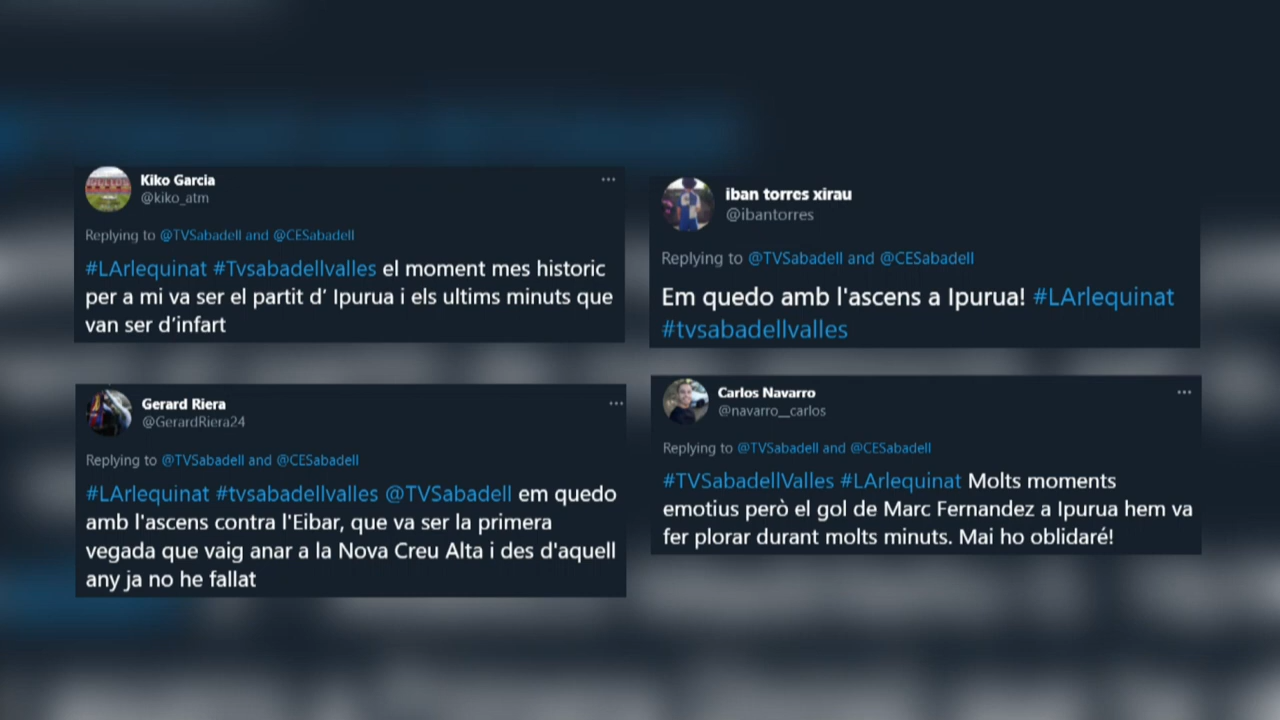 Kiko Garcia
@kiko_atm
Replying to @TVSabadell and @CESabadell
#LArlequinat #Tvsabadellvalles el moment mes historic
per a mi va ser el partit d’ Ipurua i els ultims minuts que
van ser d’infart
iban torres xirau
@ibantorres
Replying to @TVSabadell and @CESabadell
Em quedo amb l'ascens a Ipurua! #LArlequinat
#tvsabadellvalles
Gerard Riera
@GerardRiera24
Replying to @TVSabadell and @CESabadell
#LArlequinat #tvsabadellvalles @TVSabadell em quedo
amb l'ascens contra l'Eibar, que va ser la primera
vegada que vaig anar a la Nova Creu Alta i des d'aquell
any ja no he fallat
Carlos Navarro
@navarro__carlos
Replying to @TVSabadell and @CESabadell
#TVSabadellValles #LArlequinat Molts moments
emotius però el gol de Marc Fernandez a Ipurua hem va
fer plorar durant molts minuts. Mai ho oblidaré!